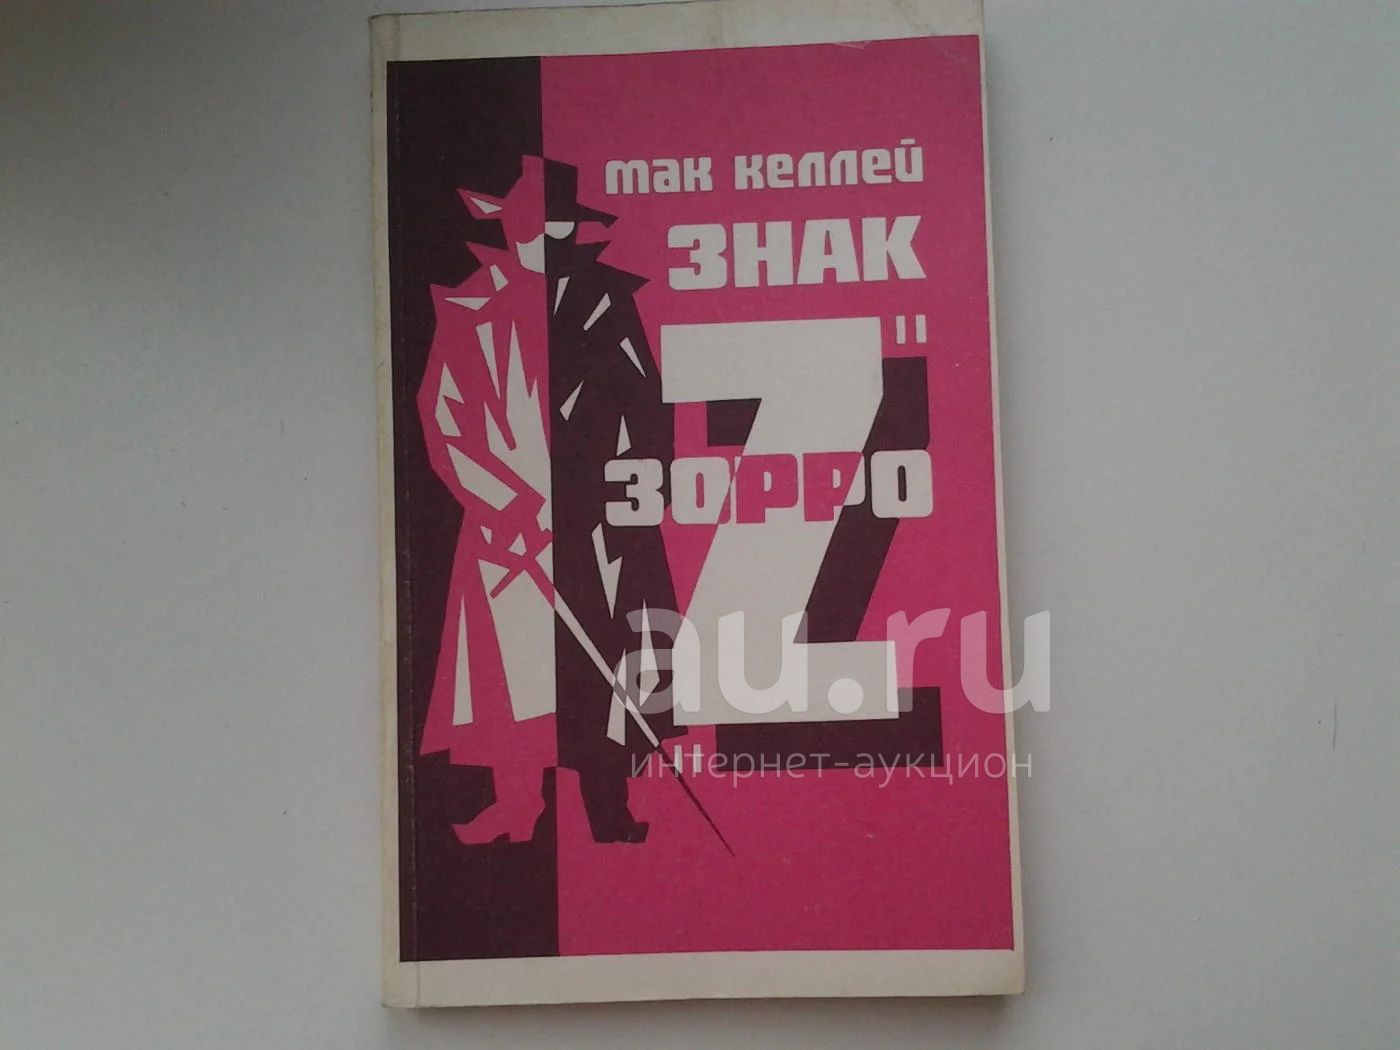 мак келлей
ЗНАК
"Z"
ЗОРРО
au.ru
интернет-аукцион